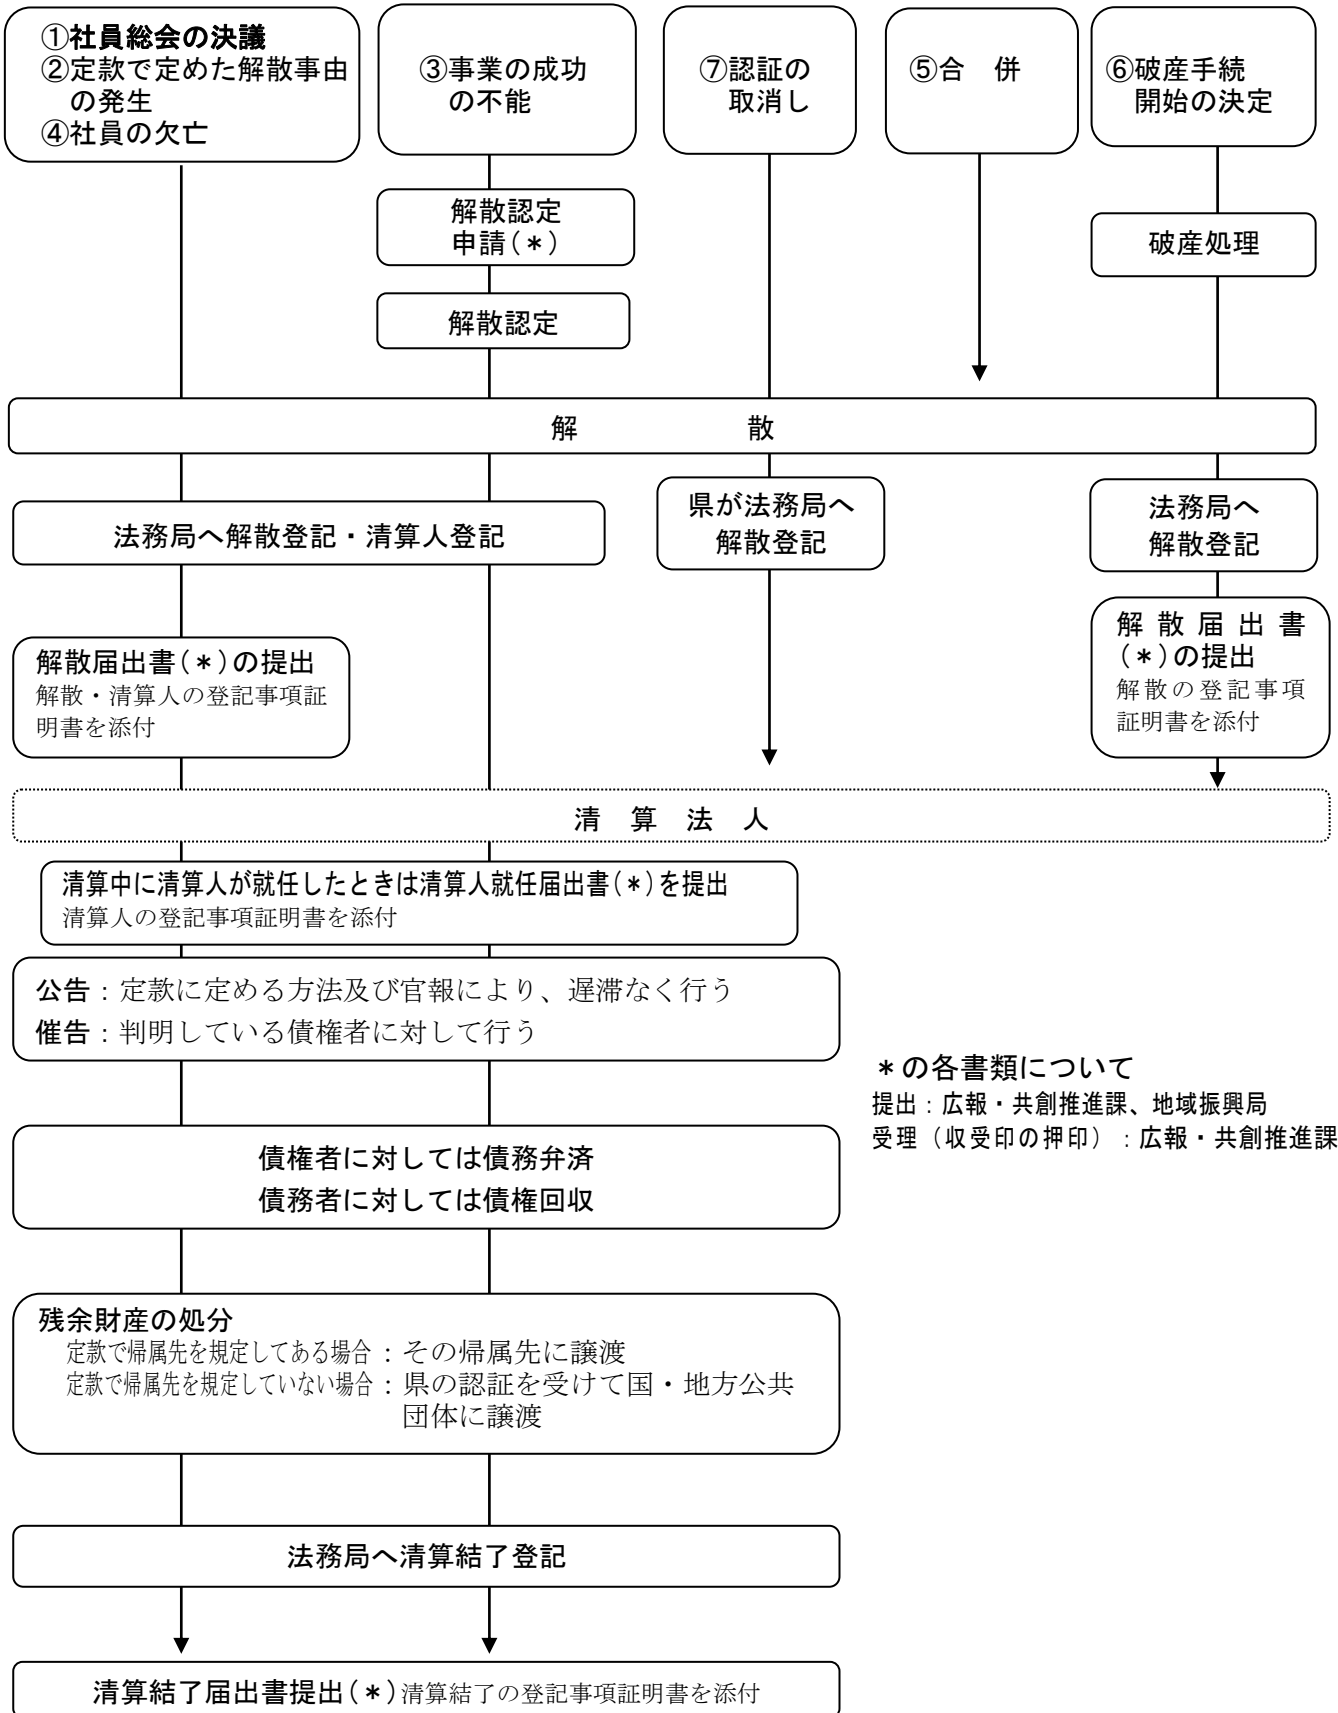 ①社員総会の決議
②定款で定めた解散事由
の発生
④社員の欠亡
③事業の成功
の不能
⑦認証の
取消し
⑤合　併
⑥破産手続
開始の決定
解散認定
申請(＊)
破産処理
解散認定
解　　　　　　散
法務局へ解散登記・清算人登記
県が法務局へ
解散登記
法務局へ
解散登記
解散届出書(＊)の提出
解散・清算人の登記事項証
明書を添付
解 散 届 出 書
(＊)の提出
解散の登記事項
証明書を添付
清　算　法　人
清算中に清算人が就任したときは清算人就任届出書(＊)を提出
清算人の登記事項証明書を添付
公告：定款に定める方法及び官報により、遅滞なく行う
催告：判明している債権者に対して行う
＊の各書類について
提出：広報・共創推進課、地域振興局
受理（収受印の押印）：広報・共創推進課
債権者に対しては債務弁済
債務者に対しては債権回収
残余財産の処分
定款で帰属先を規定してある場合：その帰属先に譲渡
定款で帰属先を規定していない場合：県の認証を受けて国・地方公共
団体に譲渡
法務局へ清算結了登記
清算結了届出書提出(＊)清算結了の登記事項証明書を添付